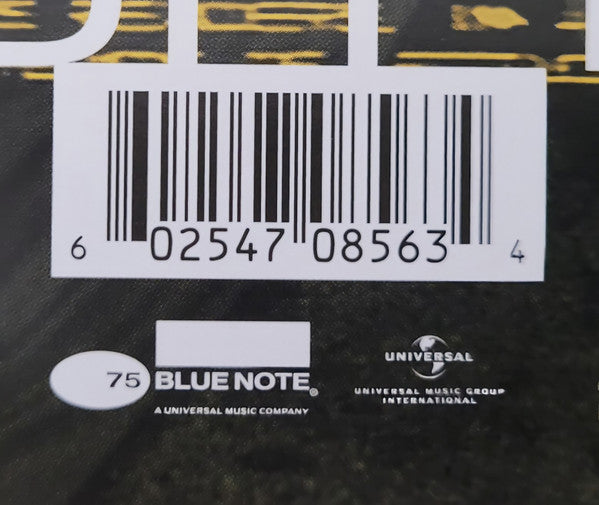 6 02547 08563 4
75 BLUE NOTE®
A UNIVERSAL MUSIC COMPANY
UNIVERSAL
UNIVERSAL MUSIC GROUP
INTERNATIONAL